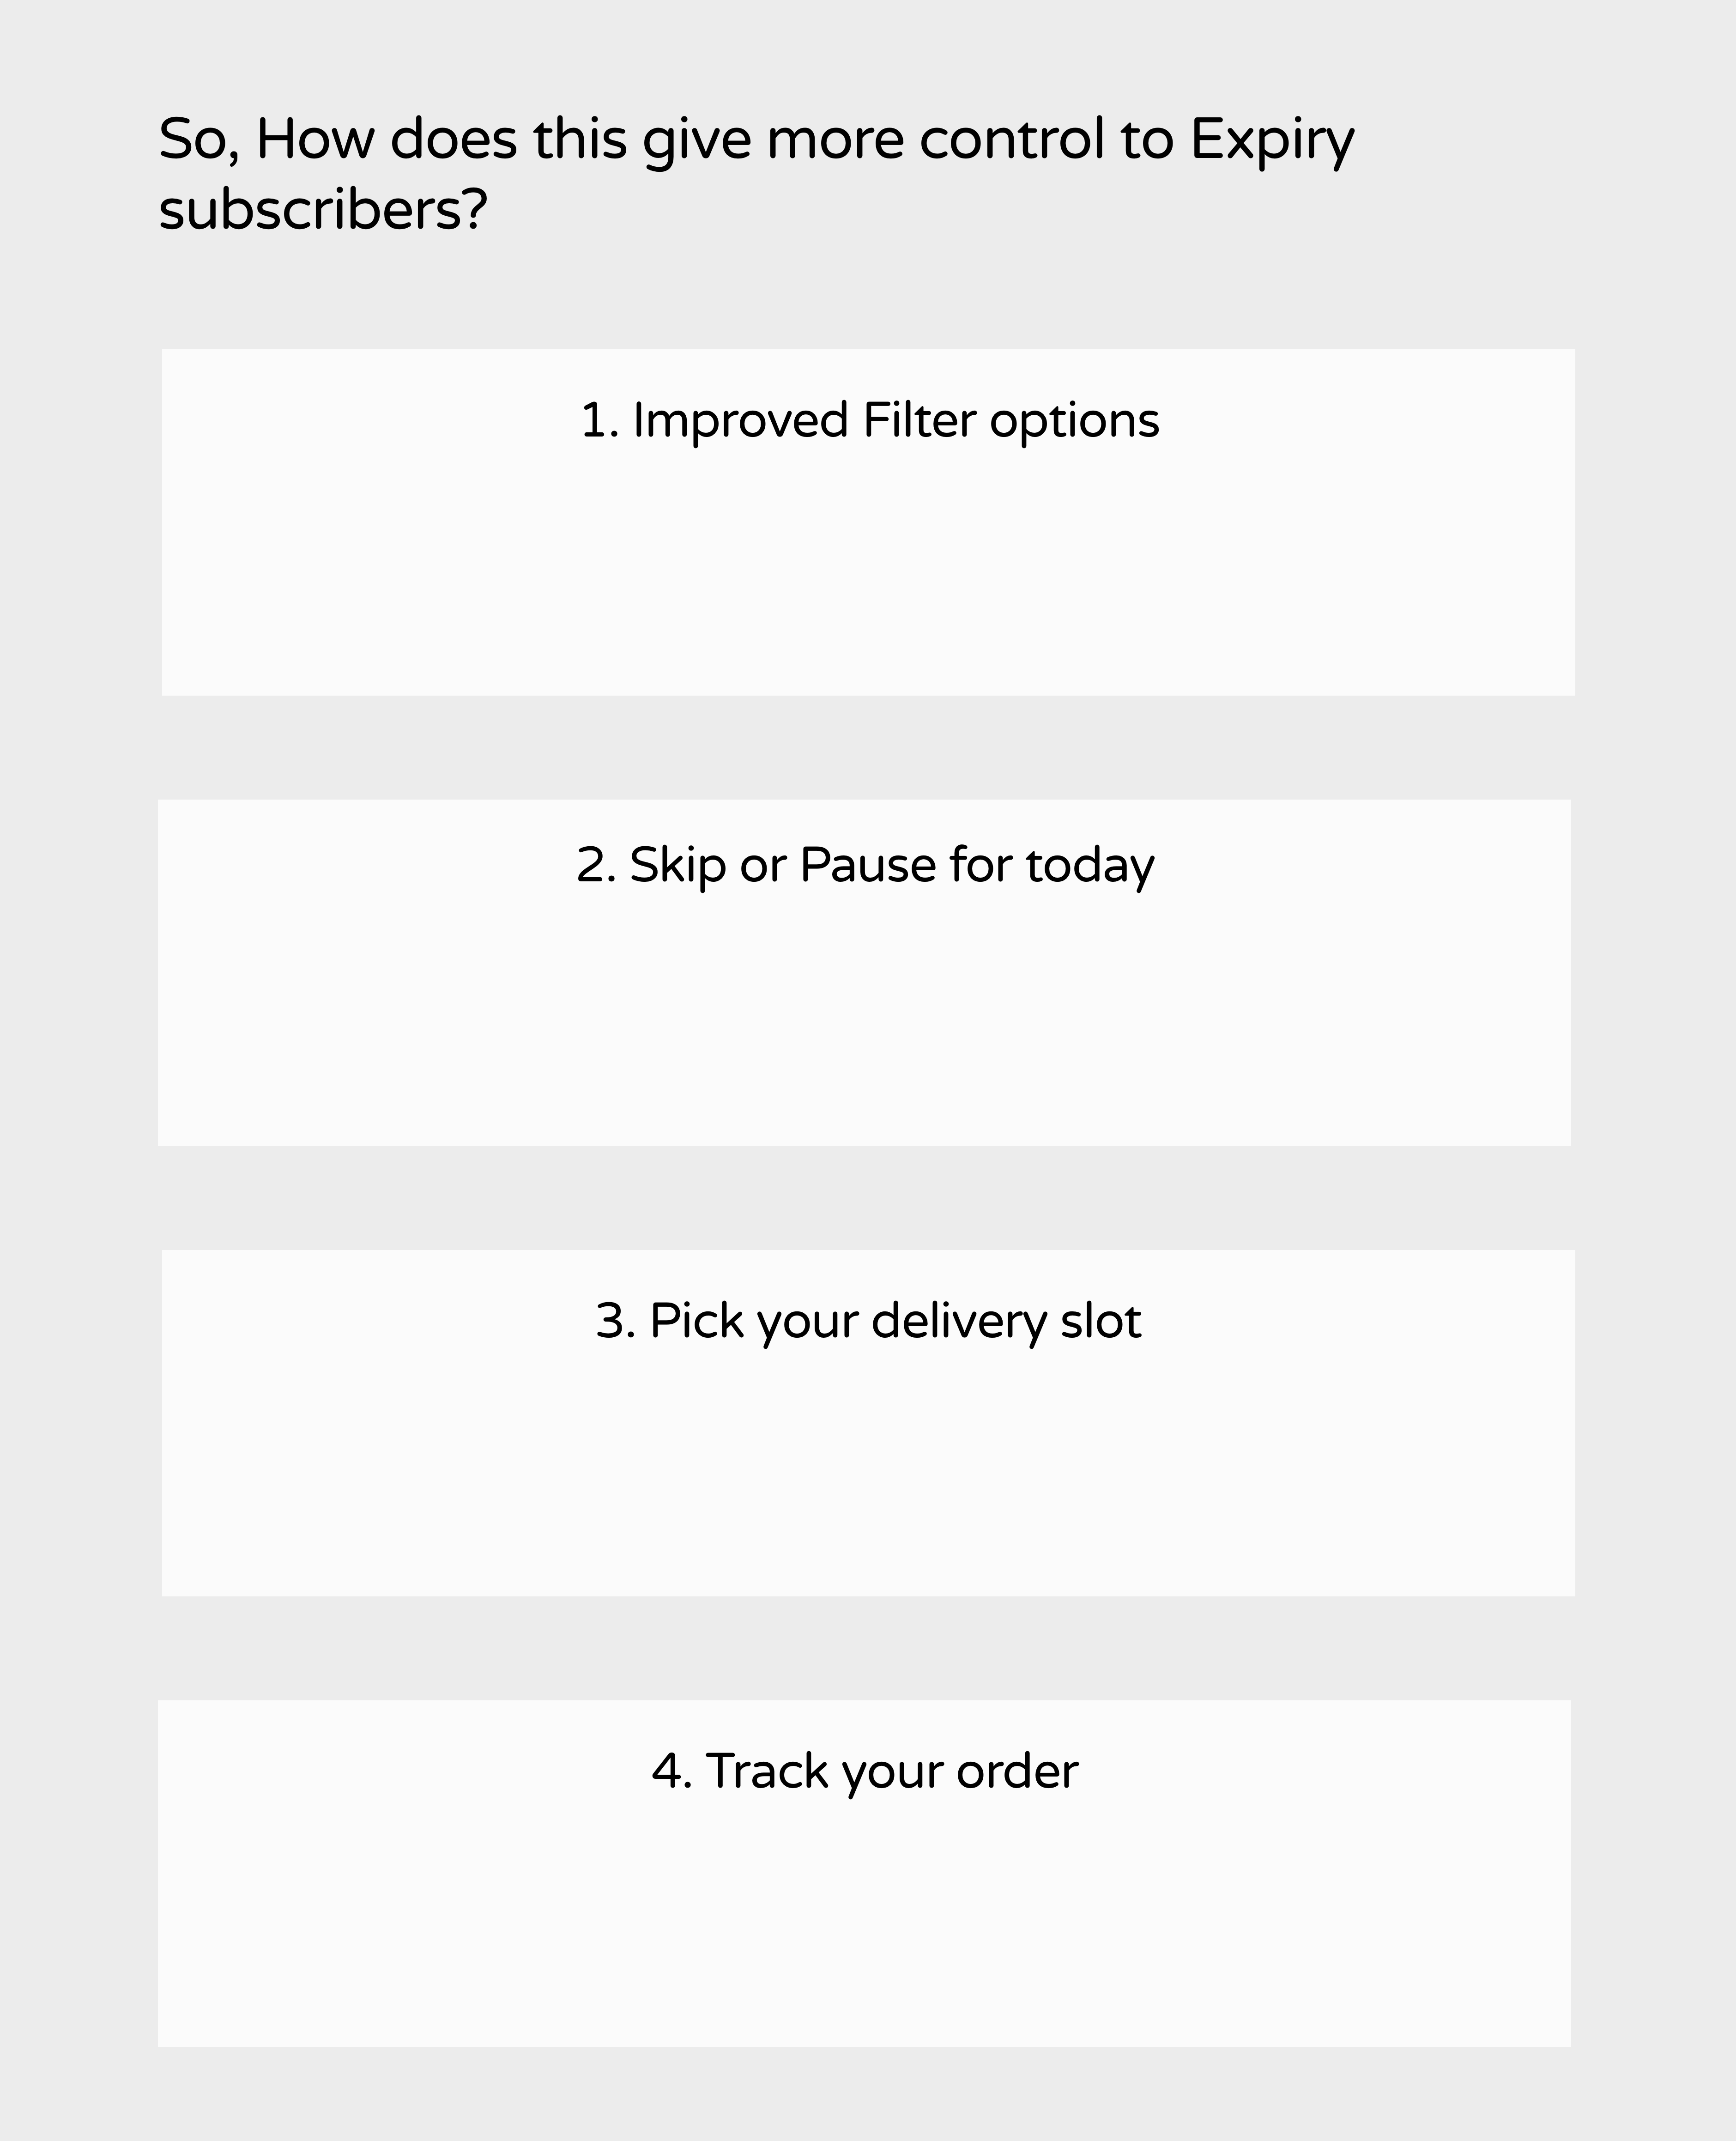 So, How does this give more control to Expiry
subscribers?
1. Improved Filter options
2. Skip or Pause for today
3. Pick your delivery slot
4. Track your order